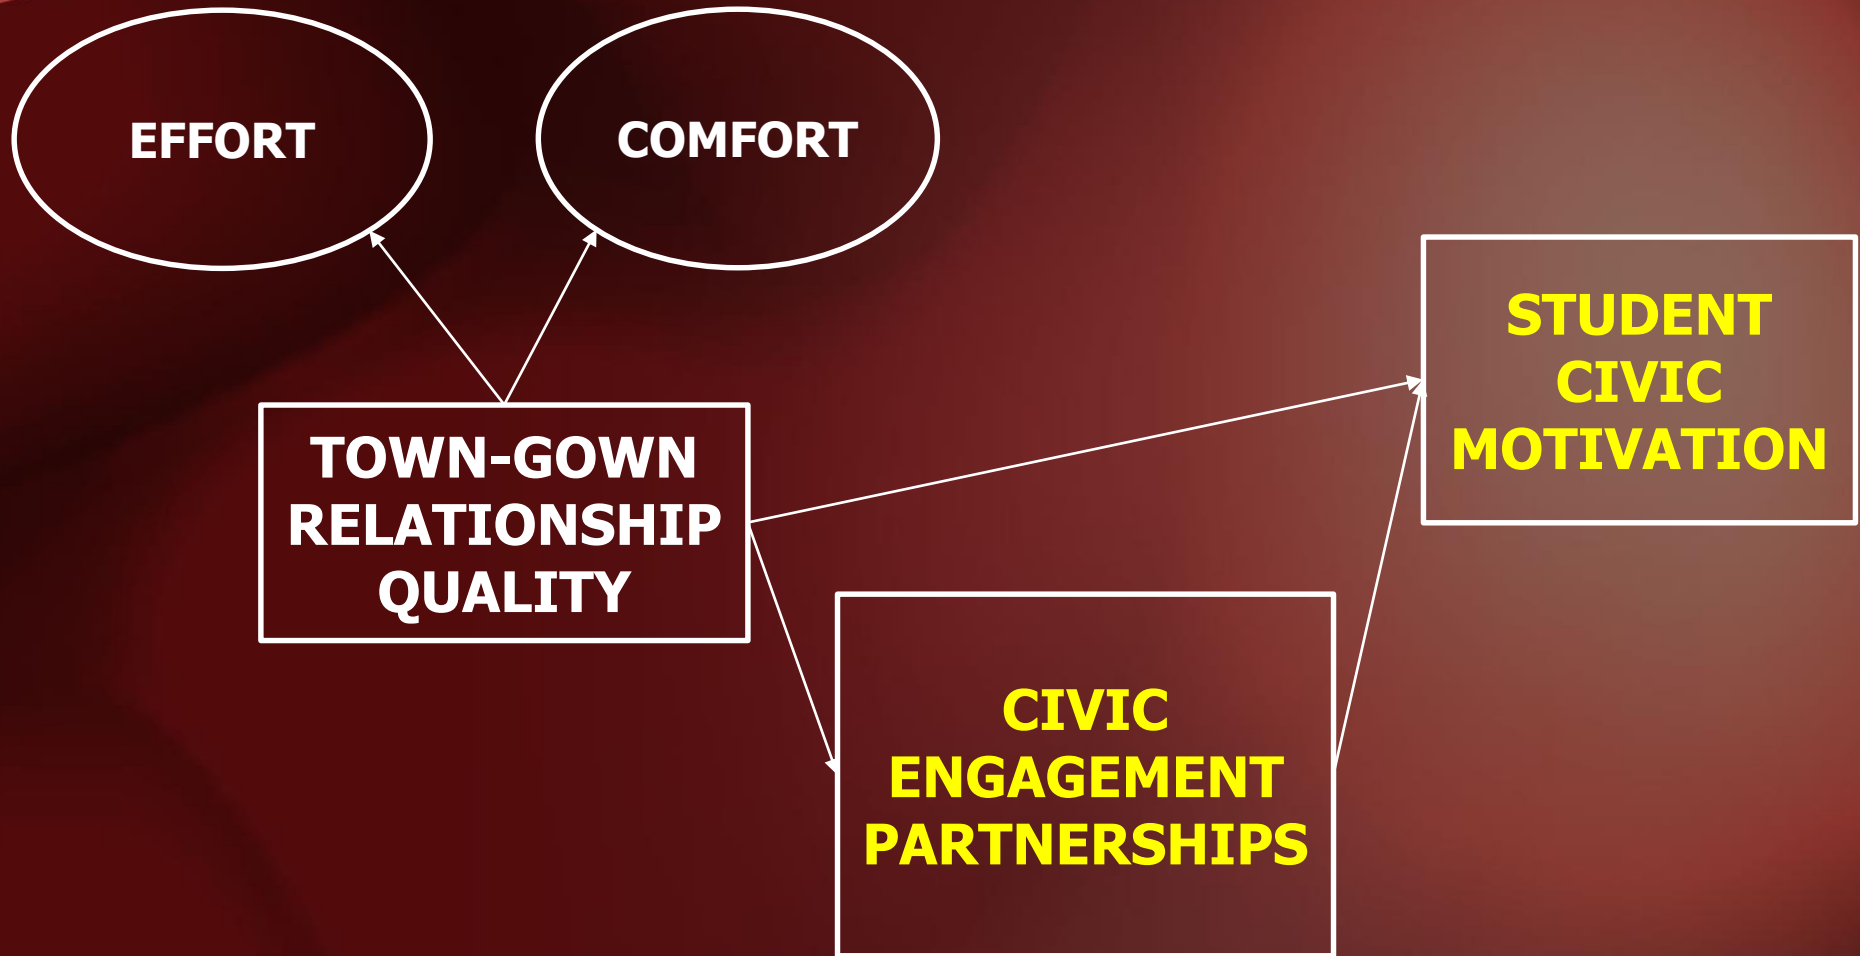 EFFORT
COMFORT
TOWN-GOWN
RELATIONSHIP
QUALITY
STUDENT
CIVIC
MOTIVATION
CIVIC
ENGAGEMENT
PARTNERSHIPS